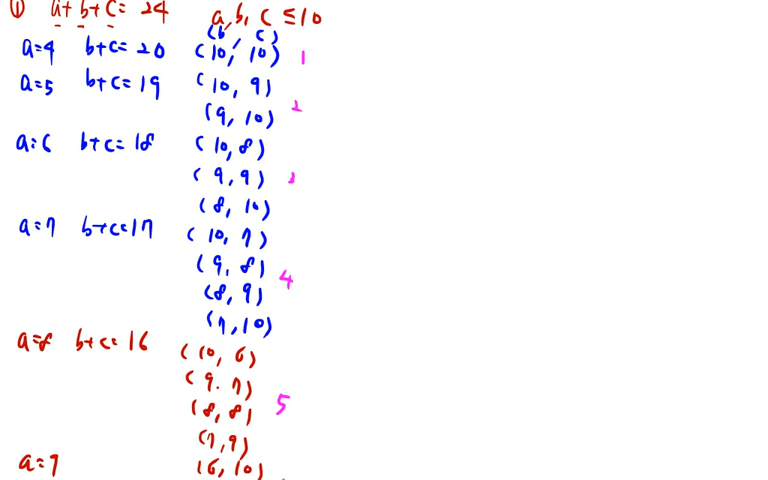 ① a+b+c=24 a,b,c ≤10
(b, c)
a=4 b+c=20 (10,10) 1
a=5 b+c=19 (10,9)
(9,10) 2
a=6 b+c=18 (10,8)
(9,9) 3
(8,10)
a=7 b+c=17 (10,7)
(9,8) 4
(8,9)
(7,10)
a=8 b+c=16 (10,6)
(9.7)
(8,8) 5
(7,9)
a=9 (6,10)